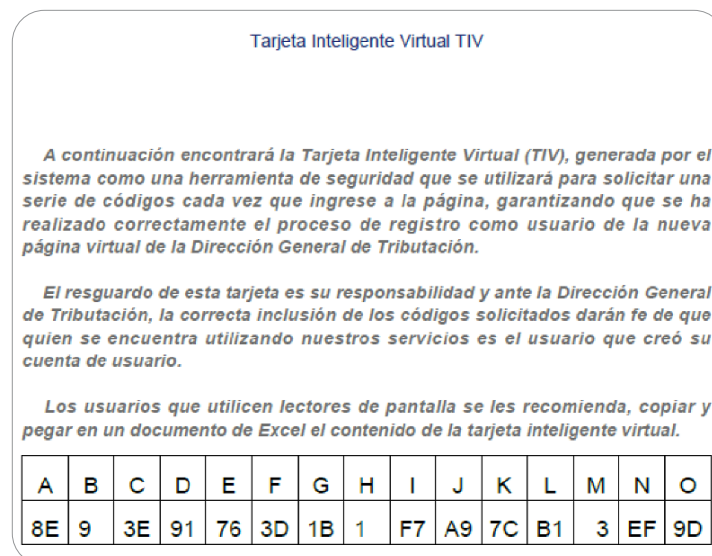 Tarjeta Inteligente Virtual TIV
A continuación encontrará la Tarjeta Inteligente Virtual (TIV), generada por el
sistema como una herramienta de seguridad que se utilizará para solicitar una
serie de códigos cada vez que ingrese a la página, garantizando que se ha
realizado correctamente el proceso de registro como usuario de la nueva
página virtual de la Dirección General de Tributación.
El resguardo de esta tarjeta es su responsabilidad y ante la Dirección General
de Tributación, la correcta inclusión de los códigos solicitados darán fe de que
quien se encuentra utilizando nuestros servicios es el usuario que creó su
cuenta de usuario.
Los usuarios que utilicen lectores de pantalla se les recomienda, copiar y
pegar en un documento de Excel el contenido de la tarjeta inteligente virtual.
A B C D E F G H I J K L M N O
8E 9 3E 91 76 3D 1B 1 F7 A9 7C B1 3 EF 9D